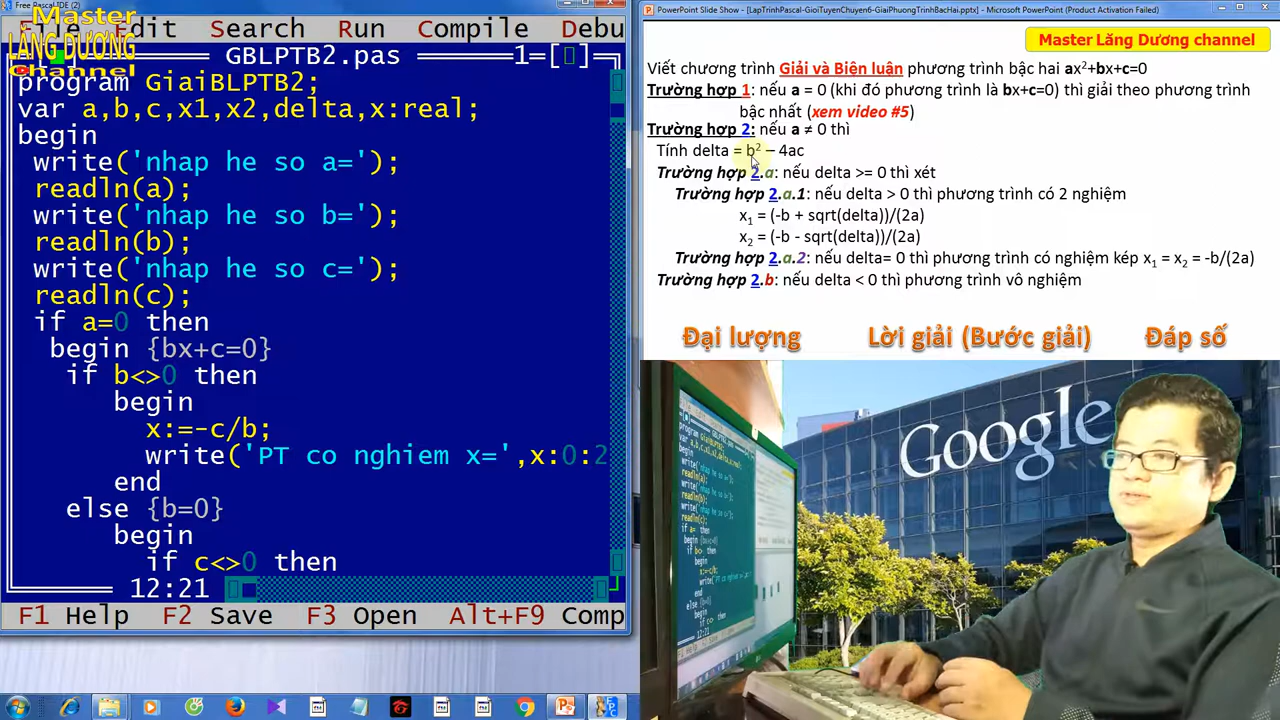 Free Pascal IDE (2)
Master
LĂNG DƯƠNG
channel
File Edit Search Run Compile Debu
GBLPTB2.pas 1=[ ]
program GiaiBLPTB2;
var a,b,c,x1,x2,delta,x:real;
begin
write('nhap he so a=');
readln(a);
write('nhap he so b=');
readln(b);
write('nhap he so c=');
readln(c);
if a=0 then
begin {bx+c=0}
if b<>0 then
begin
x:=-c/b;
write('PT co nghiem x=',x:0:2
end
else {b=0}
begin
if c<>0 then
12:21
F1 Help F2 Save F3 Open Alt+F9 Comp
PowerPoint Slide Show - [LapTrinhPascal-GioiTuyenChuyen6-GiaiPhuongTrinhBacHai.pptx] - Microsoft PowerPoint (Product Activation Failed)
Master Lăng Dương channel
Viết chương trình Giải và Biện luận phương trình bậc hai ax²+bx+c=0
Trường hợp 1: nếu a = 0 (khi đó phương trình là bx+c=0) thì giải theo phương trình
bậc nhất (xem video #5)
Trường hợp 2: nếu a ≠ 0 thì
Tính delta = b² – 4ac
Trường hợp 2.a: nếu delta >= 0 thì xét
Trường hợp 2.a.1: nếu delta > 0 thì phương trình có 2 nghiệm
x₁ = (-b + sqrt(delta))/(2a)
x₂ = (-b - sqrt(delta))/(2a)
Trường hợp 2.a.2: nếu delta= 0 thì phương trình có nghiệm kép x₁ = x₂ = -b/(2a)
Trường hợp 2.b: nếu delta < 0 thì phương trình vô nghiệm
Đại lượng Lời giải (Bước giải) Đáp số
Google